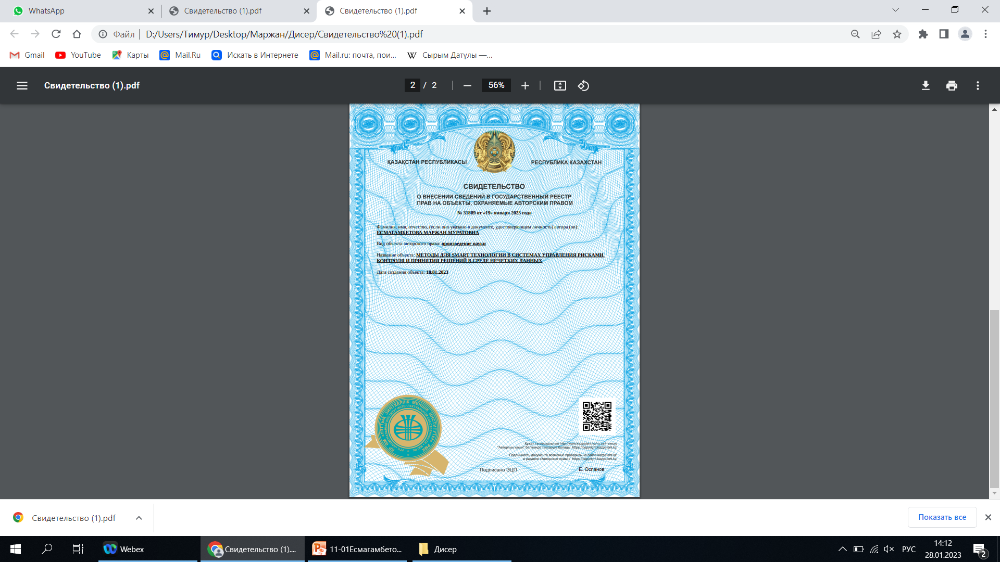 WhatsApp
Свидетельство (1).pdf
Свидетельство (1).pdf
Файл
D:/Users/Тимур/Desktop/Маржан/Дисер/Свидетельство%20(1).pdf
Gmail
YouTube
Карты
Mail.Ru
Искать в Интернете
Mail.ru: почта, пои...
Сырым Датұлы —...
Свидетельство (1).pdf
2 / 2
56%
ҚАЗАҚСТАН РЕСПУБЛИКАСЫ
РЕСПУБЛИКА КАЗАХСТАН
СВИДЕТЕЛЬСТВО
О ВНЕСЕНИИ СВЕДЕНИЙ В ГОСУДАРСТВЕННЫЙ РЕЕСТР
ПРАВ НА ОБЪЕКТЫ, ОХРАНЯЕМЫЕ АВТОРСКИМ ПРАВОМ
№ 31889 от «19» января 2023 года
Фамилия, имя, отчество, (если оно указано в документе, удостоверяющем личность) автора (ов):
ЕСМАГАМБЕТОВА МАРЖАН МУРАТОВНА
Вид объекта авторского права: произведение науки
Название объекта: МЕТОДЫ ДЛЯ SMART ТЕХНОЛОГИИ В СИСТЕМАХ УПРАВЛЕНИЯ РИСКАМИ,
КОНТРОЛЯ И ПРИНЯТИЯ РЕШЕНИЙ В СРЕДЕ НЕЧЕТКИХ ДАННЫХ
Дата создания объекта: 18.01.2023
ҰЛТТЫҚ ЗИЯТКЕРЛІК МЕНШІК ИНСТИТУТЫ
Құжат түпнұсқалығын http://www.kazpatent.kz/ru сайтының
"Авторлық құқық" бөлімінде тексеруге болады https://copyright.kazpatent.kz
Подлинность документа возможно проверить на сайте kazpatent.kz
в разделе «Авторское право» https://copyright.kazpatent.kz
Подписано ЭЦП
Е. Оспанов
Свидетельство (1).pdf
Показать все
Webex
Свидетельство (1)....
11-01Есмагамбето...
Дисер
РУС
14:12
28.01.2023
2